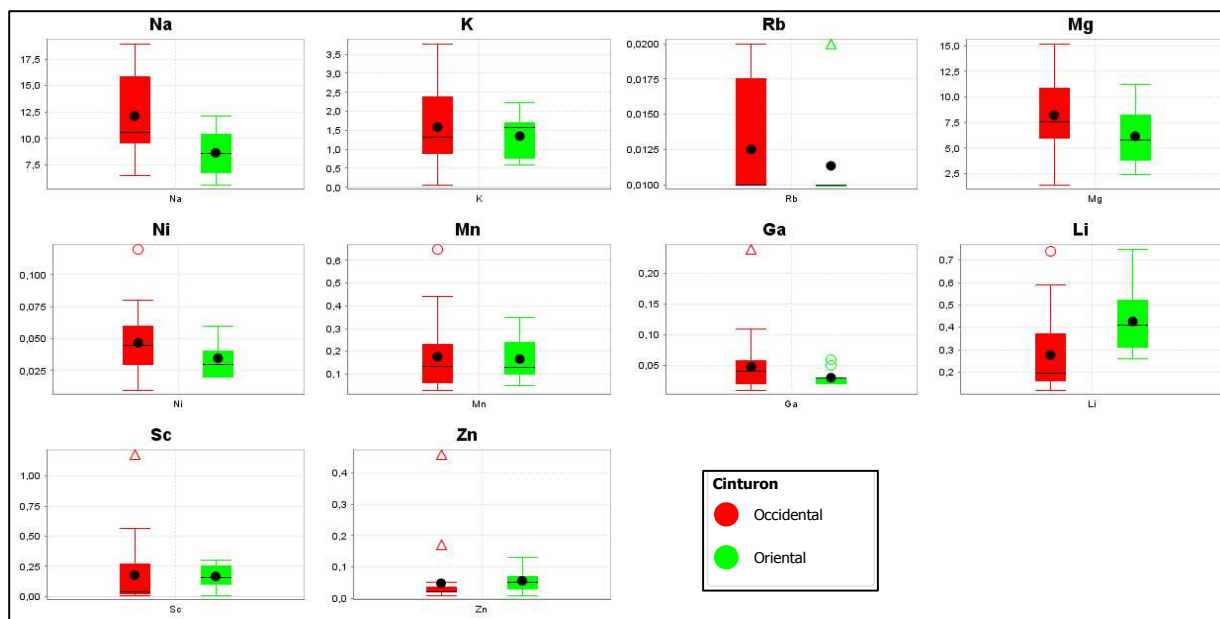 Na
17,5
15,0
12,5
10,0
7,5
Na
K
3,5
3,0
2,5
2,0
1,5
1,0
0,5
0,0
K
Rb
0,0200
0,0175
0,0150
0,0125
0,0100
Rb
Mg
15,0
12,5
10,0
7,5
5,0
2,5
Mg
Ni
0,100
0,075
0,050
0,025
Ni
Mn
0,6
0,5
0,4
0,3
0,2
0,1
Mn
Ga
0,20
0,15
0,10
0,05
Ga
Li
0,7
0,6
0,5
0,4
0,3
0,2
Li
Sc
1,00
0,75
0,50
0,25
0,00
Sc
Zn
0,4
0,3
0,2
0,1
0,0
Zn
Cinturon
Occidental
Oriental